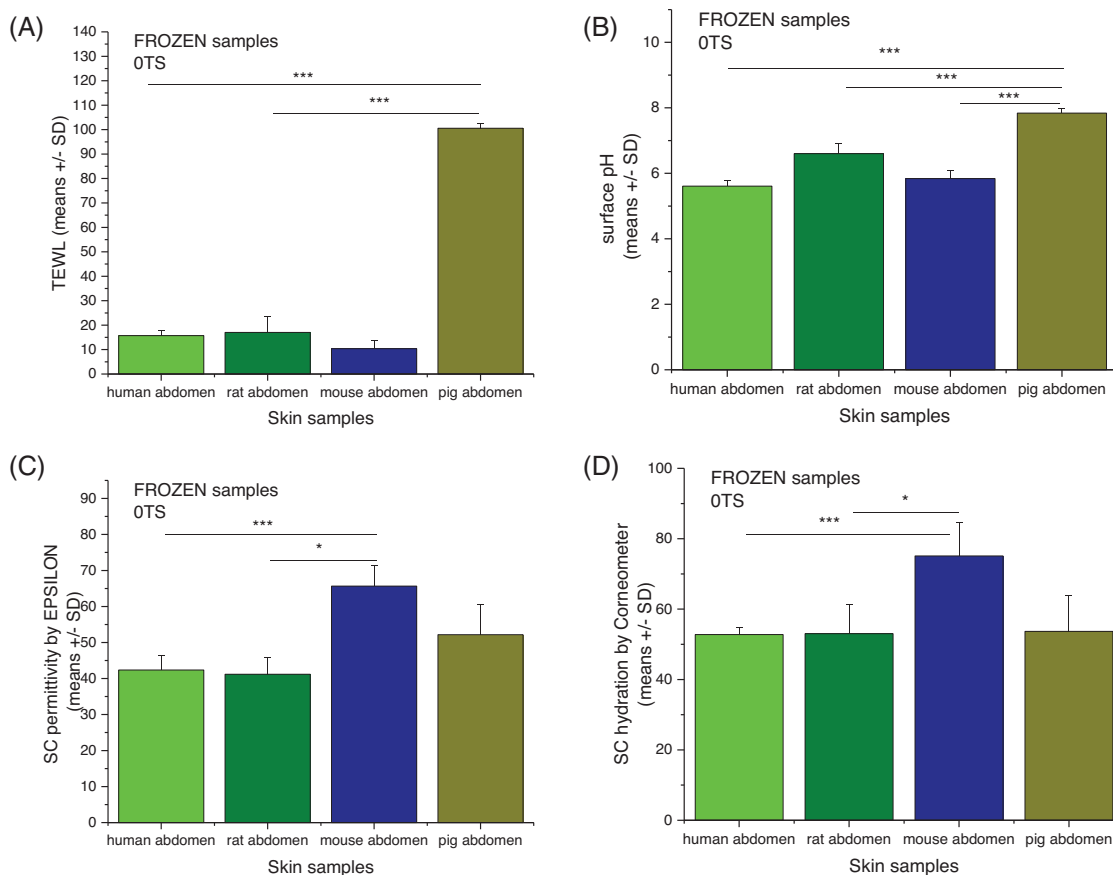 (A)
FROZEN samples
0TS
***
***
140
130
120
110
100
90
80
70
60
50
40
30
20
10
0
TEWL (means +/- SD)
human abdomen rat abdomen mouse abdomen pig abdomen
Skin samples
(B)
FROZEN samples
0TS
***
***
***
10
8
6
4
2
0
surface pH
(means +/- SD)
human abdomen rat abdomen mouse abdomen pig abdomen
Skin samples
(C)
FROZEN samples
0TS
***
*
90
80
70
60
50
40
30
20
10
0
SC permittivity by EPSILON
(means +/- SD)
human abdomen rat abdomen mouse abdomen pig abdomen
Skin samples
(D)
FROZEN samples
0TS
*
***
100
80
60
40
20
0
SC hydration by Corneometer
(means +/- SD)
human abdomen rat abdomen mouse abdomen pig abdomen
Skin samples